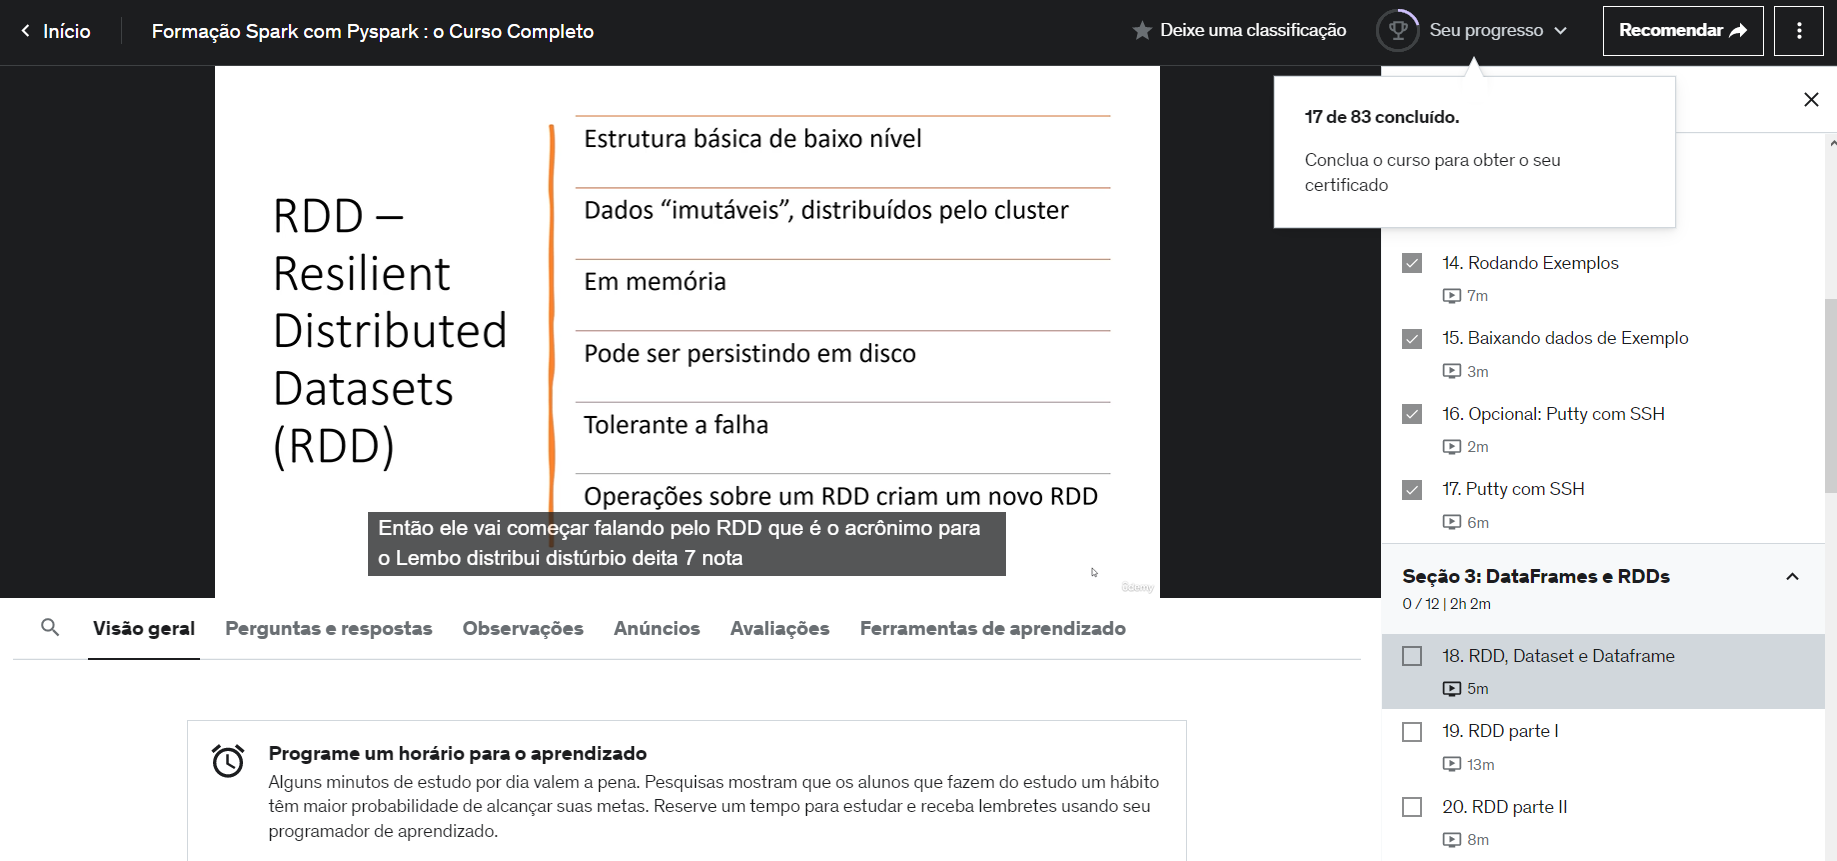 Início
Formação Spark com Pyspark : o Curso Completo
Deixe uma classificação
Seu progresso
Recomendar
17 de 83 concluído.
Conclua o curso para obter o seu
certificado
RDD –
Resilient
Distributed
Datasets
(RDD)
Estrutura básica de baixo nível
Dados “imutáveis”, distribuídos pelo cluster
Em memória
Pode ser persistindo em disco
Tolerante a falha
Operações sobre um RDD criam um novo RDD
Então ele vai começar falando pelo RDD que é o acrônimo para
o Lembo distribui distúrbio deita 7 nota
ûdemy
14. Rodando Exemplos
7m
15. Baixando dados de Exemplo
3m
16. Opcional: Putty com SSH
2m
17. Putty com SSH
6m
Seção 3: DataFrames e RDDs
0 / 12 | 2h 2m
18. RDD, Dataset e Dataframe
5m
19. RDD parte I
13m
20. RDD parte II
8m
Visão geral
Perguntas e respostas
Observações
Anúncios
Avaliações
Ferramentas de aprendizado
Programe um horário para o aprendizado
Alguns minutos de estudo por dia valem a pena. Pesquisas mostram que os alunos que fazem do estudo um hábito
têm maior probabilidade de alcançar suas metas. Reserve um tempo para estudar e receba lembretes usando seu
programador de aprendizado.